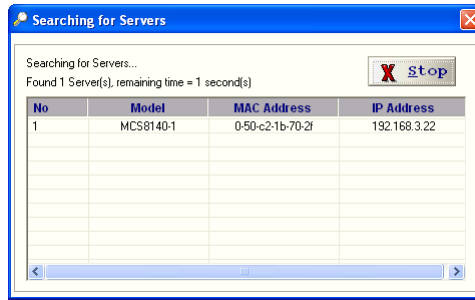 Searching for Servers
Searching for Servers...
Found 1 Server(s), remaining time = 1 second(s)
Stop
No Model MAC Address IP Address
1 MCS8140-1 0-50-c2-1b-70-2f 192.168.3.22